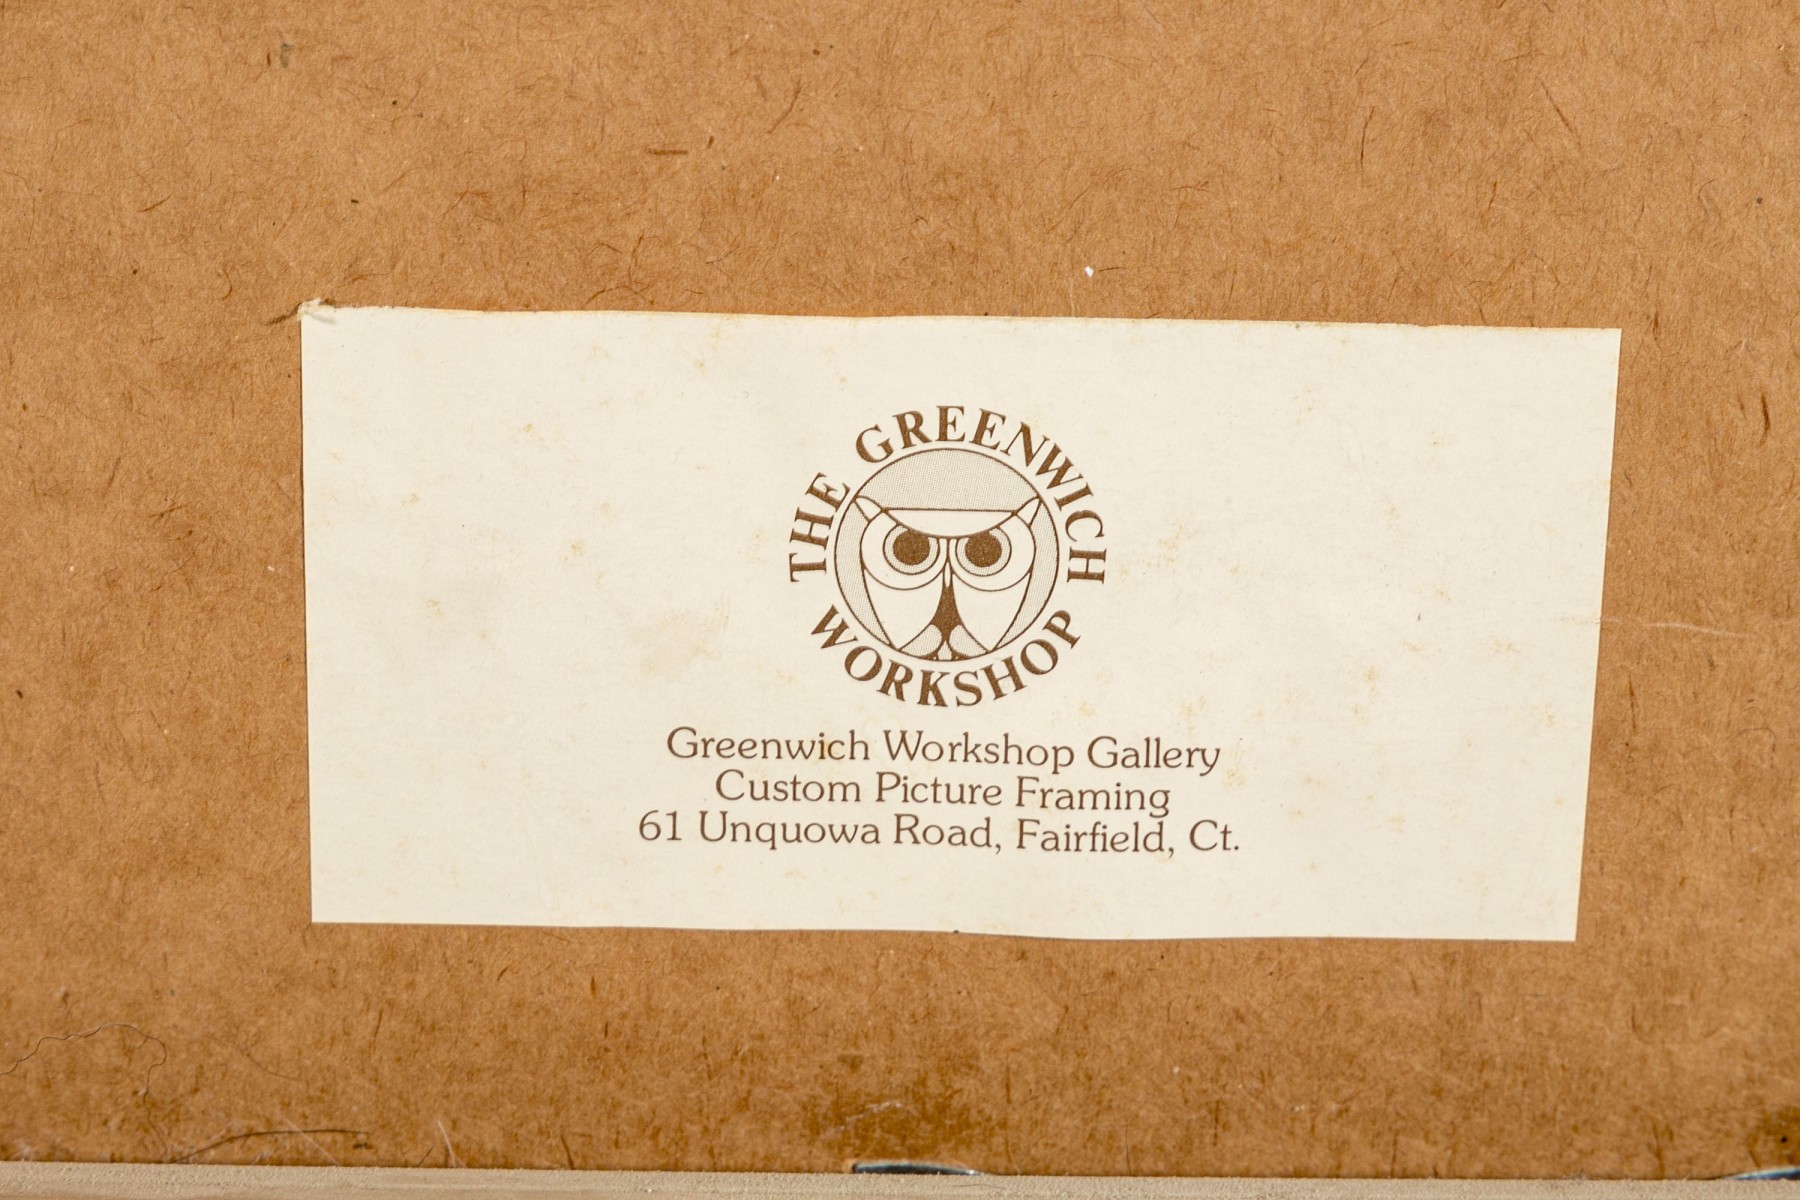 THE GREENWICH
WORKSHOP
Greenwich Workshop Gallery
Custom Picture Framing
61 Unquowa Road, Fairfield, Ct.